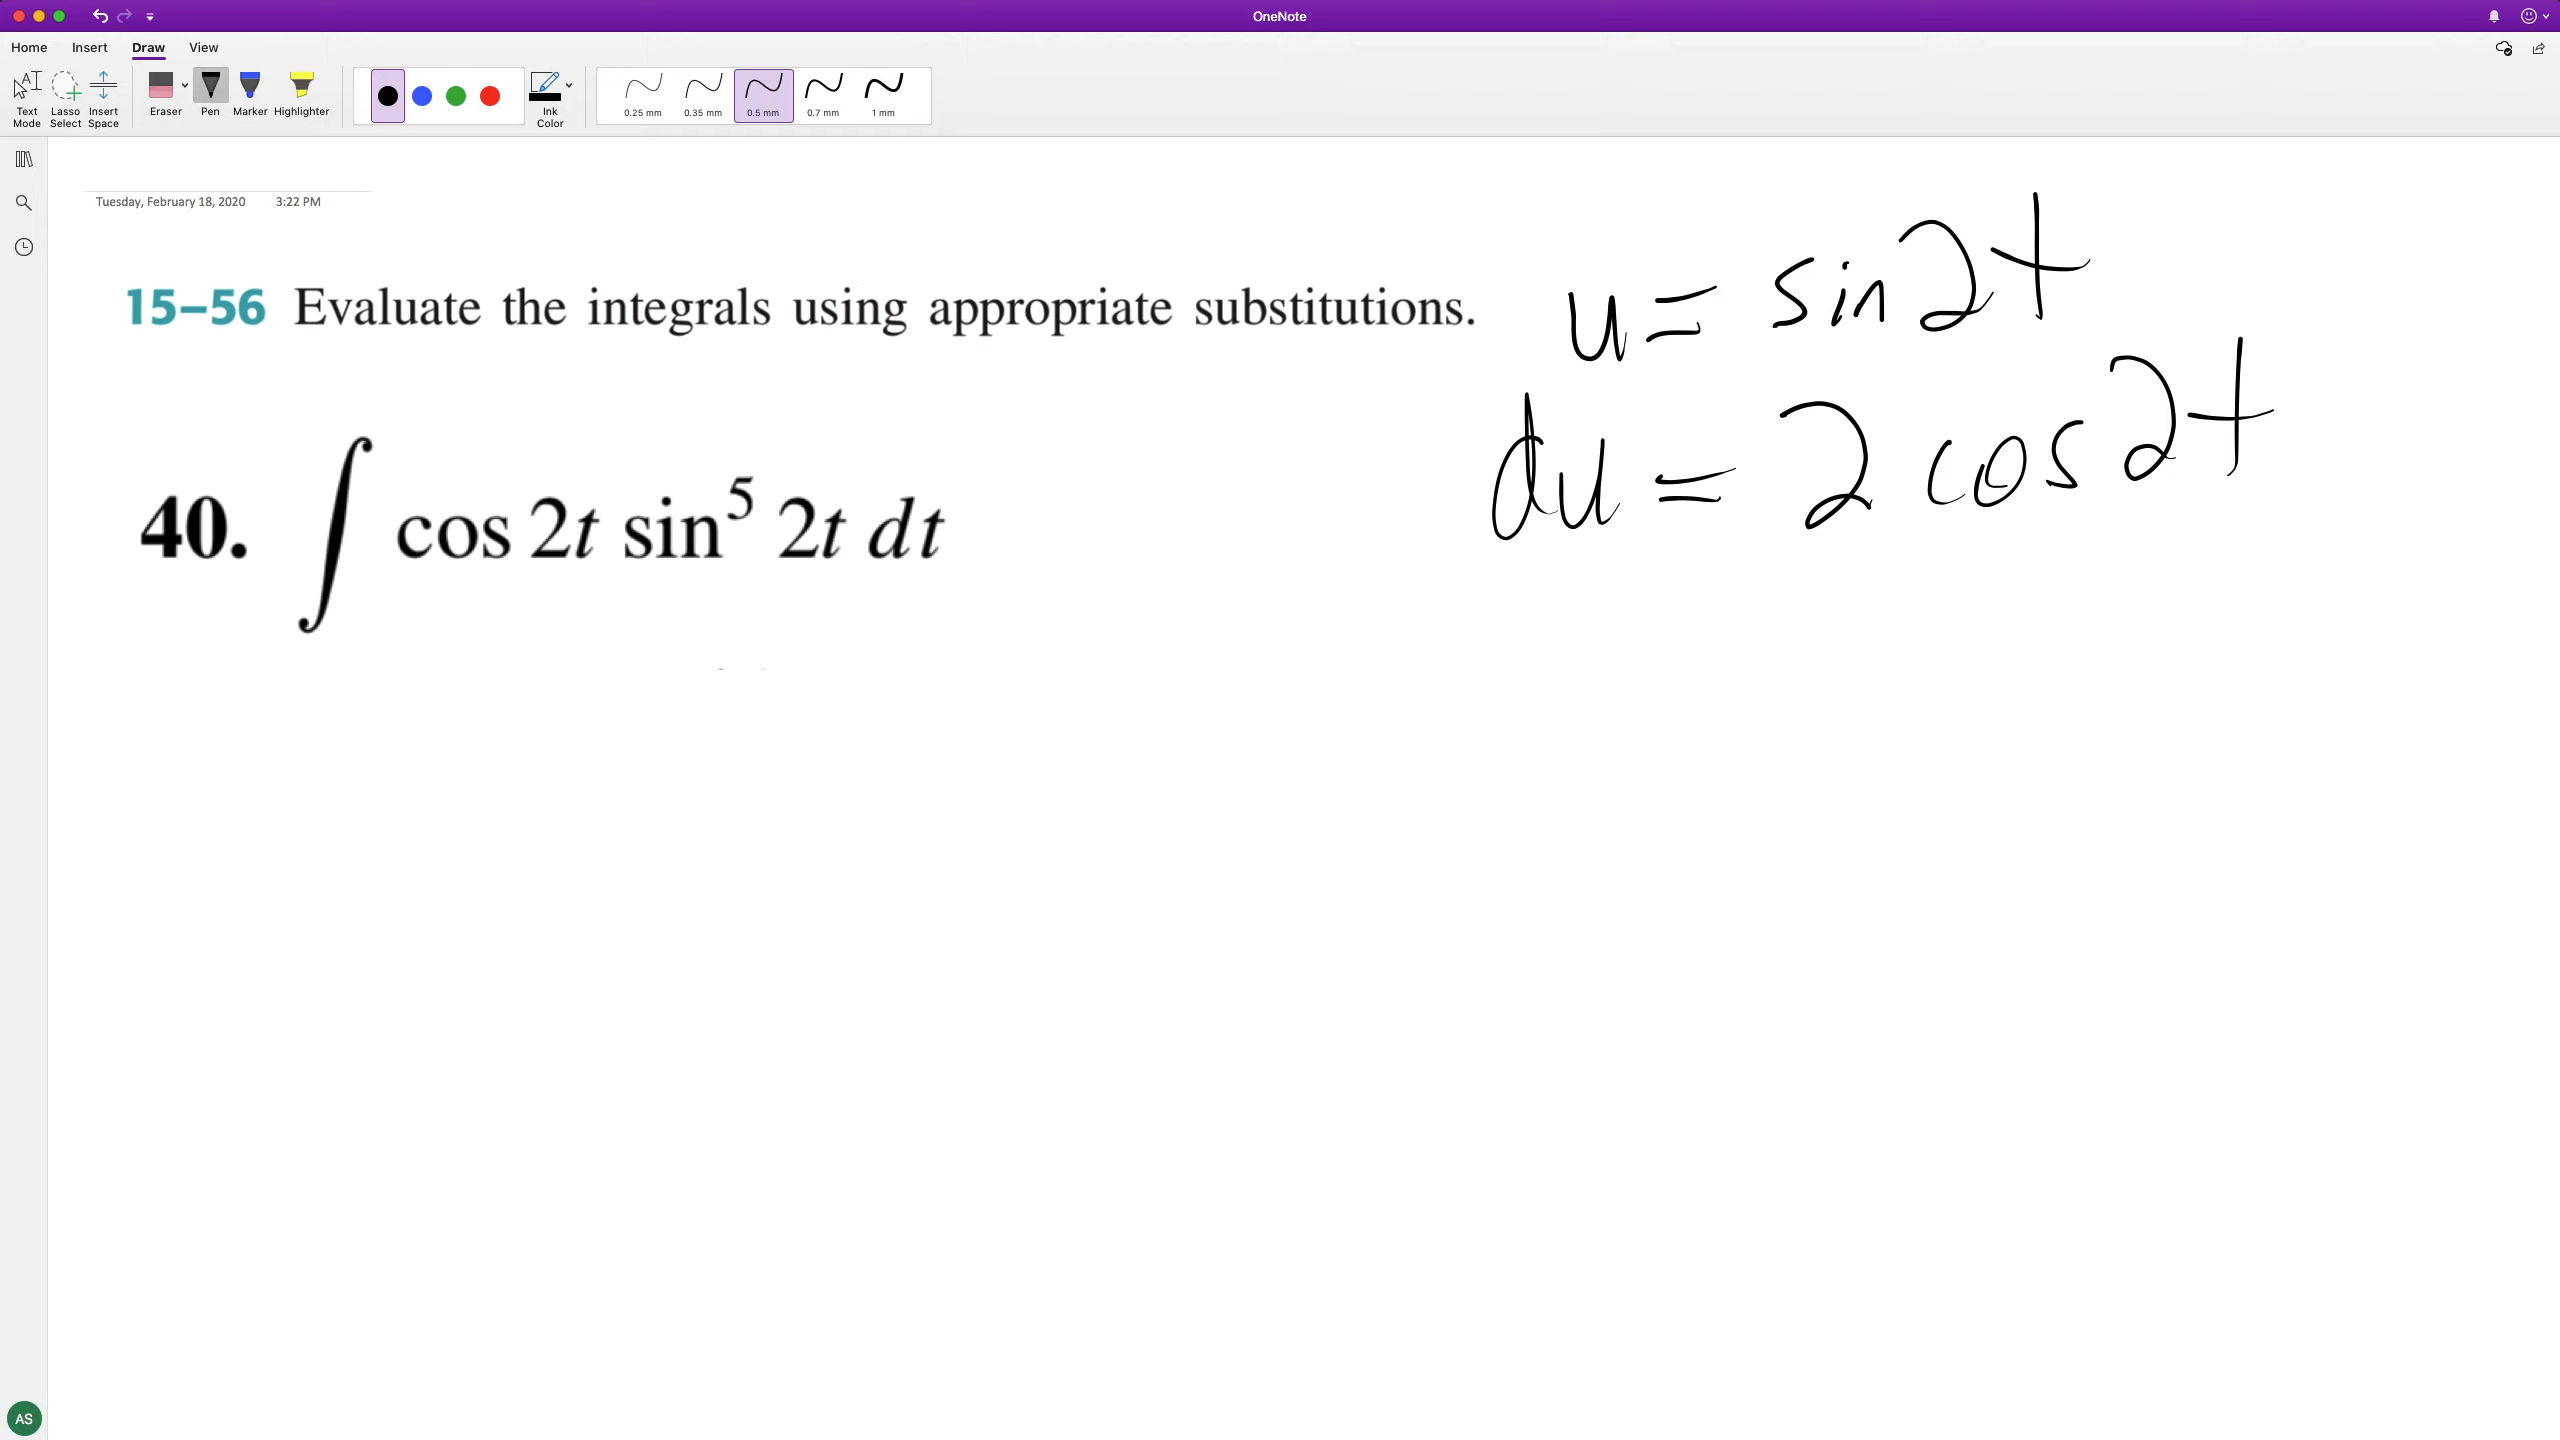 OneNote
Home Insert Draw View
Text Mode Lasso Select Insert Space Eraser Pen Marker Highlighter Ink Color 0.25 mm 0.35 mm 0.5 mm 0.7 mm 1 mm
Tuesday, February 18, 2020 3:22 PM
u = sin 2t
15–56 Evaluate the integrals using appropriate substitutions.
du = 2 cos 2t
40. ∫ cos 2t sin⁵ 2t dt
AS